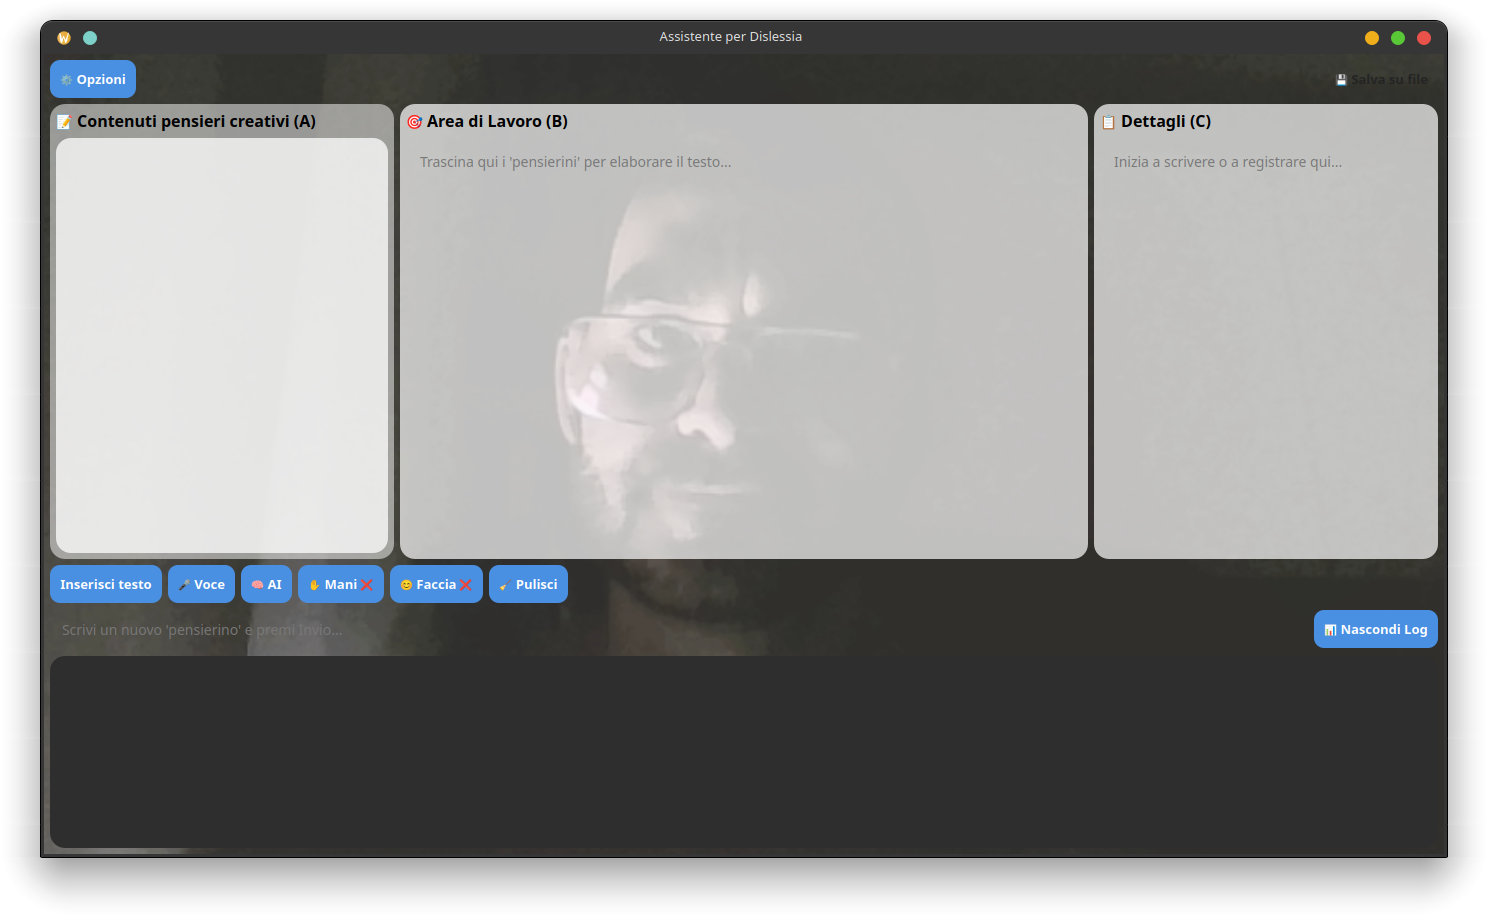 Assistente per Dislessia
⚙️ Opzioni
💾 Salva su file
📝 Contenuti pensieri creativi (A)
🎯 Area di Lavoro (B)
📋 Dettagli (C)
Trascina qui i 'pensierini' per elaborare il testo...
Inizia a scrivere o a registrare qui...
Inserisci testo
🎤 Voce
🧠 AI
✋ Mani ❌
😊 Faccia ❌
🧹 Pulisci
Scrivi un nuovo 'pensierino' e premi Invio...
📊 Nascondi Log